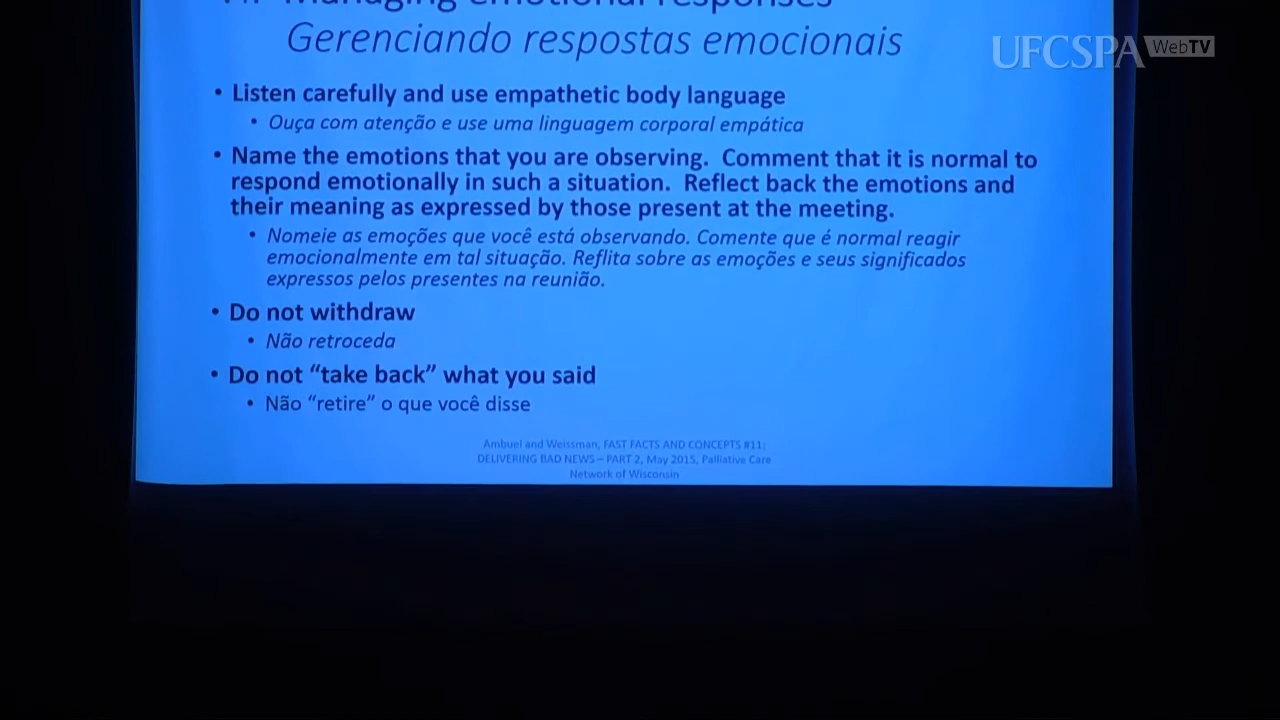 Managing emotional responses
Gerenciando respostas emocionais
UFCSPA WebTV
• Listen carefully and use empathetic body language
• Ouça com atenção e use uma linguagem corporal empática
• Name the emotions that you are observing. Comment that it is normal to
respond emotionally in such a situation. Reflect back the emotions and
their meaning as expressed by those present at the meeting.
• Nomeie as emoções que você está observando. Comente que é normal reagir
emocionalmente em tal situação. Reflita sobre as emoções e seus significados
expressos pelos presentes na reunião.
• Do not withdraw
• Não retroceda
• Do not “take back” what you said
• Não “retire” o que você disse
Ambuel and Weissman, FAST FACTS AND CONCEPTS #11:
DELIVERING BAD NEWS – PART 2, May 2015, Palliative Care
Network of Wisconsin